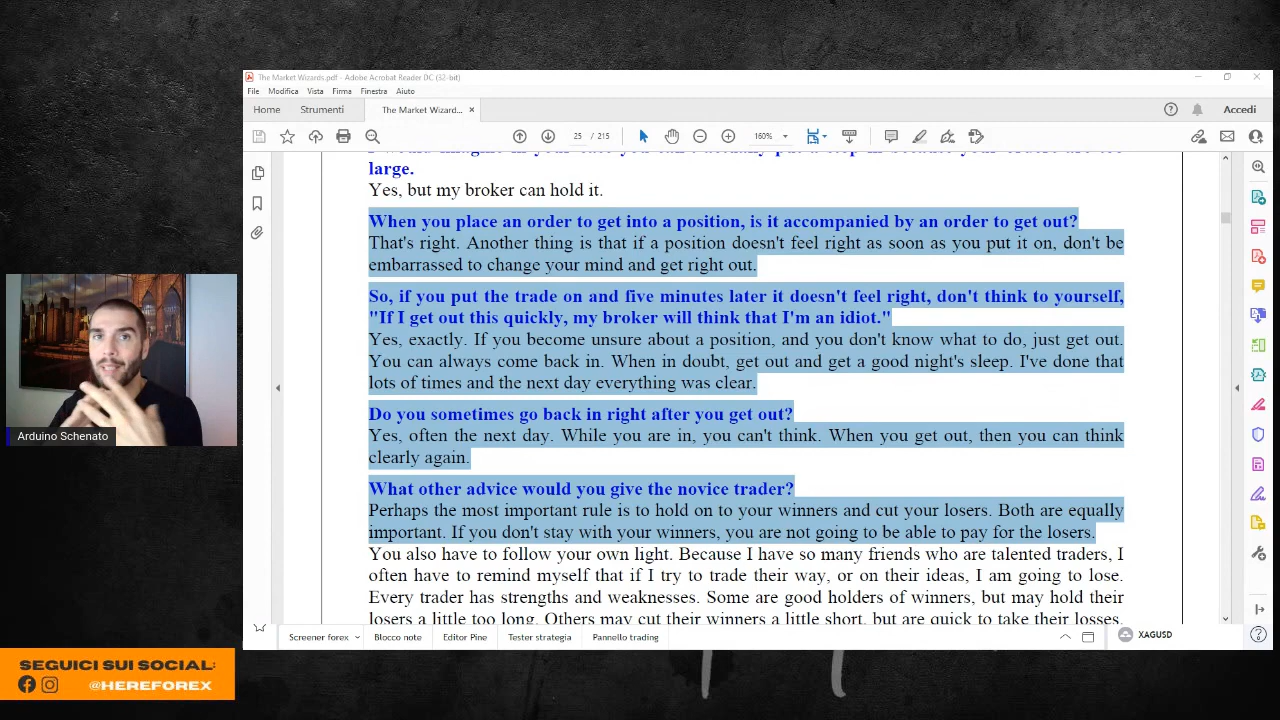 The Market Wizards.pdf - Adobe Acrobat Reader DC (32-bit)
File Modifica Vista Firma Finestra Aiuto
Home Strumenti The Market Wizard... × Accedi
25 / 215 160%
large.
Yes, but my broker can hold it.
When you place an order to get into a position, is it accompanied by an order to get out?
That's right. Another thing is that if a position doesn't feel right as soon as you put it on, don't be
embarrassed to change your mind and get right out.
So, if you put the trade on and five minutes later it doesn't feel right, don't think to yourself,
"If I get out this quickly, my broker will think that I'm an idiot."
Yes, exactly. If you become unsure about a position, and you don't know what to do, just get out.
You can always come back in. When in doubt, get out and get a good night's sleep. I've done that
lots of times and the next day everything was clear.
Do you sometimes go back in right after you get out?
Yes, often the next day. While you are in, you can't think. When you get out, then you can think
clearly again.
What other advice would you give the novice trader?
Perhaps the most important rule is to hold on to your winners and cut your losers. Both are equally
important. If you don't stay with your winners, you are not going to be able to pay for the losers.
You also have to follow your own light. Because I have so many friends who are talented traders, I
often have to remind myself that if I try to trade their way, or on their ideas, I am going to lose.
Every trader has strengths and weaknesses. Some are good holders of winners, but may hold their
losers a little too long. Others may cut their winners a little short, but are quick to take their losses.
Screener forex Blocco note Editor Pine Tester strategia Pannello trading XAGUSD
Arduino Schenato
SEGUICI SUI SOCIAL:
@HEREFOREX